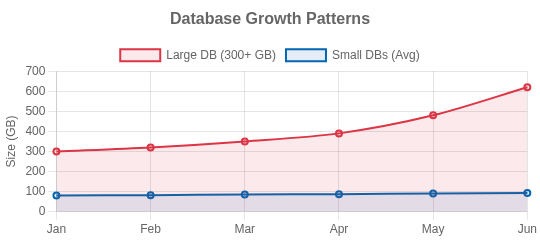 Database Growth Patterns
Large DB (300+ GB) Small DBs (Avg)
700
600
500
400
300
200
100
0
Size (GB)
Jan Feb Mar Apr May Jun